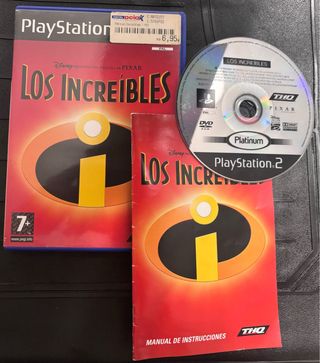 PlayStation
6,95
Disney
PIXAR
LOS INCREÍBLES
7+
www.pegi.info
LOS INCREÍBLES
THQ
PIXAR
DVD
Platinum
PlayStation 2
Disney
LOS INCREÍBLES
MANUAL DE INSTRUCCIONES
THQ